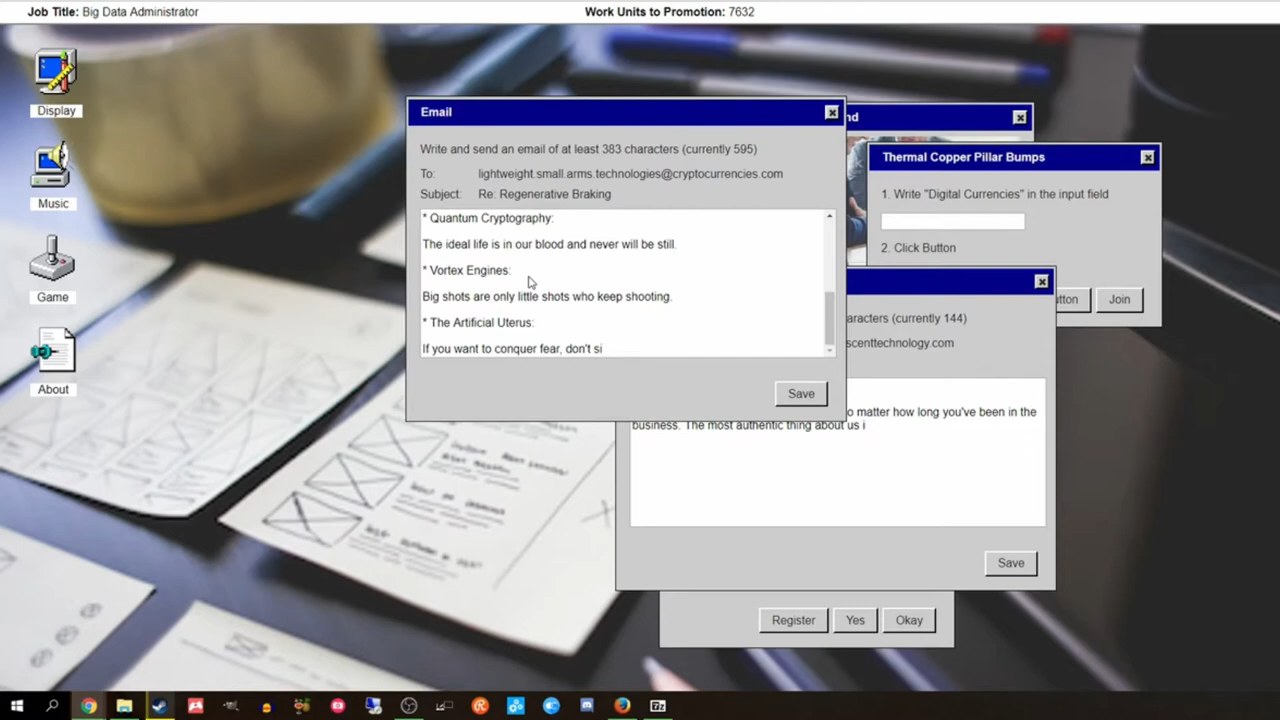 Job Title: Big Data Administrator
Work Units to Promotion: 7632
Display
Music
Game
About
Email
Write and send an email of at least 383 characters (currently 595)
To: lightweight.small.arms.technologies@cryptocurrencies.com
Subject: Re: Regenerative Braking
* Quantum Cryptography:
The ideal life is in our blood and never will be still.
* Vortex Engines:
Big shots are only little shots who keep shooting.
* The Artificial Uterus:
If you want to conquer fear, don't si
Save
nd
Thermal Copper Pillar Bumps
1. Write "Digital Currencies" in the input field
2. Click Button
utton
Join
aracters (currently 144)
scenttechnology.com
o matter how long you've been in the
business. The most authentic thing about us i
Save
Register
Yes
Okay